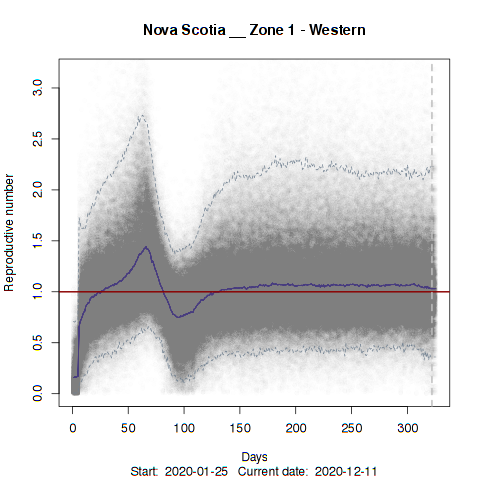 Nova Scotia __ Zone 1 - Western
Reproductive number
3.0
2.5
2.0
1.5
1.0
0.5
0.0
0 50 100 150 200 250 300
Days
Start: 2020-01-25 Current date: 2020-12-11